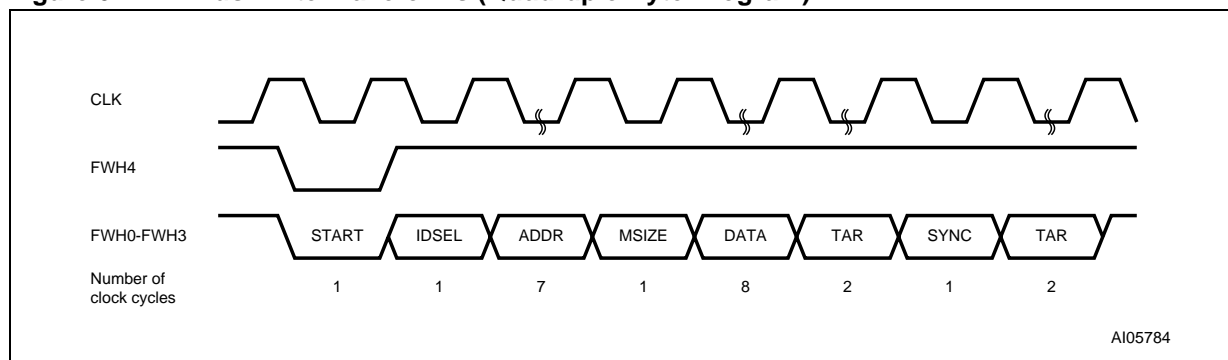 CLK
FWH4
FWH0-FWH3 START IDSEL ADDR MSIZE DATA TAR SYNC TAR
Number of
clock cycles 1 1 7 1 8 2 1 2
AI05784